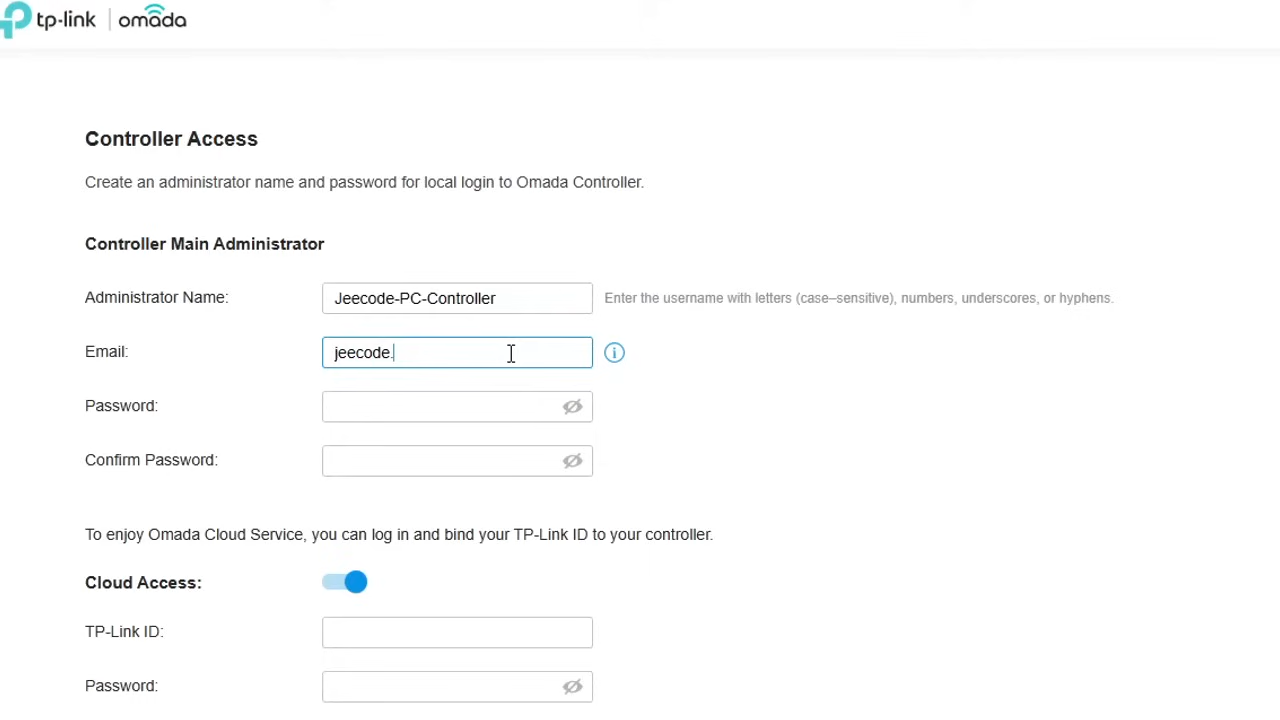 tp-link | omada
Controller Access
Create an administrator name and password for local login to Omada Controller.
Controller Main Administrator
Administrator Name: Jeecode-PC-Controller Enter the username with letters (case–sensitive), numbers, underscores, or hyphens.
Email: jeecode.
Password:
Confirm Password:
To enjoy Omada Cloud Service, you can log in and bind your TP-Link ID to your controller.
Cloud Access:
TP-Link ID:
Password: